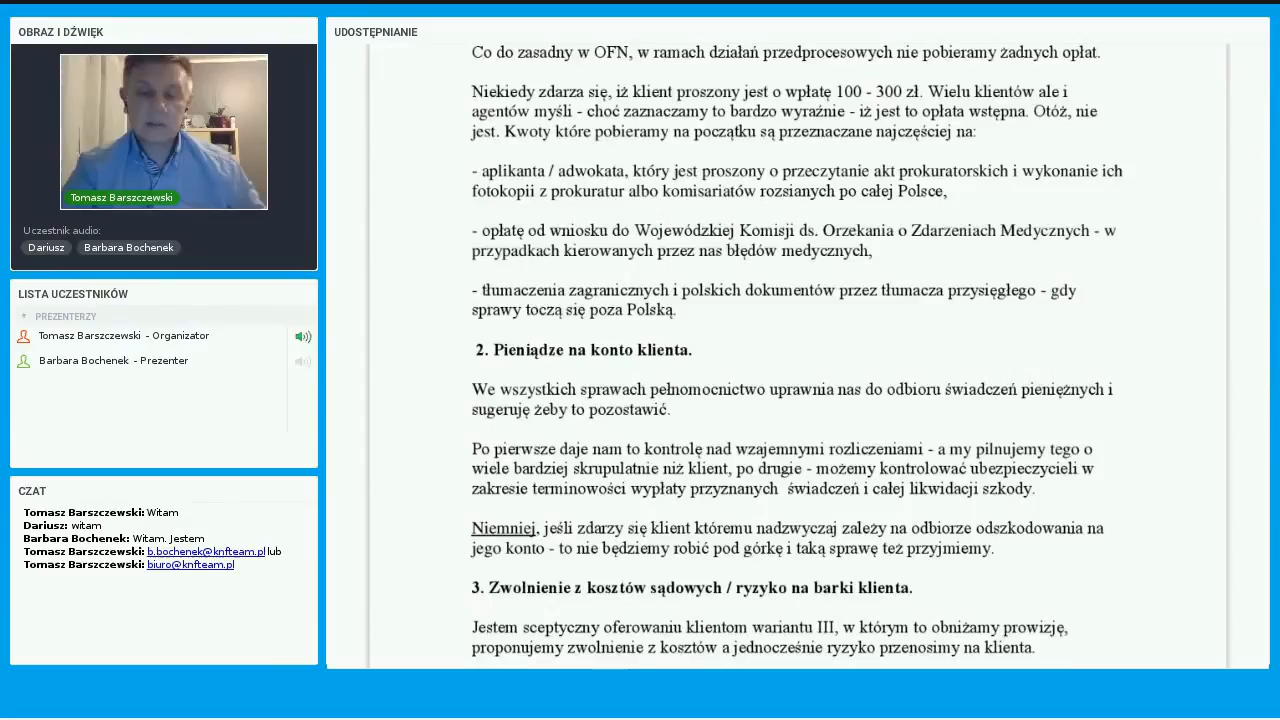 OBRAZ I DŹWIĘK
Tomasz Barszczewski
Uczestnik audio:
Dariusz
Barbara Bochenek
LISTA UCZESTNIKÓW
PREZENTERZY
Tomasz Barszczewski - Organizator
Barbara Bochenek - Prezenter
CZAT
Tomasz Barszczewski: Witam
Dariusz: witam
Barbara Bochenek: Witam. Jestem
Tomasz Barszczewski: b.bochenek@knfteam.pl lub
Tomasz Barszczewski: biuro@knfteam.pl
UDOSTĘPNIANIE
Co do zasadny w OFN, w ramach działań przedprocesowych nie pobieramy żadnych opłat.
Niekiedy zdarza się, iż klient proszony jest o wpłatę 100 - 300 zł. Wielu klientów ale i
agentów myśli - choć zaznaczamy to bardzo wyraźnie - iż jest to opłata wstępna. Otóż, nie
jest. Kwoty które pobieramy na początku są przeznaczane najczęściej na:
- aplikanta / adwokata, który jest proszony o przeczytanie akt prokuratorskich i wykonanie ich
fotokopii z prokuratur albo komisariatów rozsianych po całej Polsce,
- opłatę od wniosku do Wojewódzkiej Komisji ds. Orzekania o Zdarzeniach Medycznych - w
przypadkach kierowanych przez nas błędów medycznych,
- tłumaczenia zagranicznych i polskich dokumentów przez tłumacza przysięgłego - gdy
sprawy toczą się poza Polską.
2. Pieniądze na konto klienta.
We wszystkich sprawach pełnomocnictwo uprawnia nas do odbioru świadczeń pieniężnych i
sugeruję żeby to pozostawić.
Po pierwsze daje nam to kontrolę nad wzajemnymi rozliczeniami - a my pilnujemy tego o
wiele bardziej skrupulatnie niż klient, po drugie - możemy kontrolować ubezpieczycieli w
zakresie terminowości wypłaty przyznanych świadczeń i całej likwidacji szkody.
Niemniej, jeśli zdarzy się klient któremu nadzwyczaj zależy na odbiorze odszkodowania na
jego konto - to nie będziemy robić pod górkę i taką sprawę też przyjmiemy.
3. Zwolnienie z kosztów sądowych / ryzyko na barki klienta.
Jestem sceptyczny oferowaniu klientom wariantu III, w którym to obniżamy prowizję,
proponujemy zwolnienie z kosztów a jednocześnie ryzyko przenosimy na klienta.